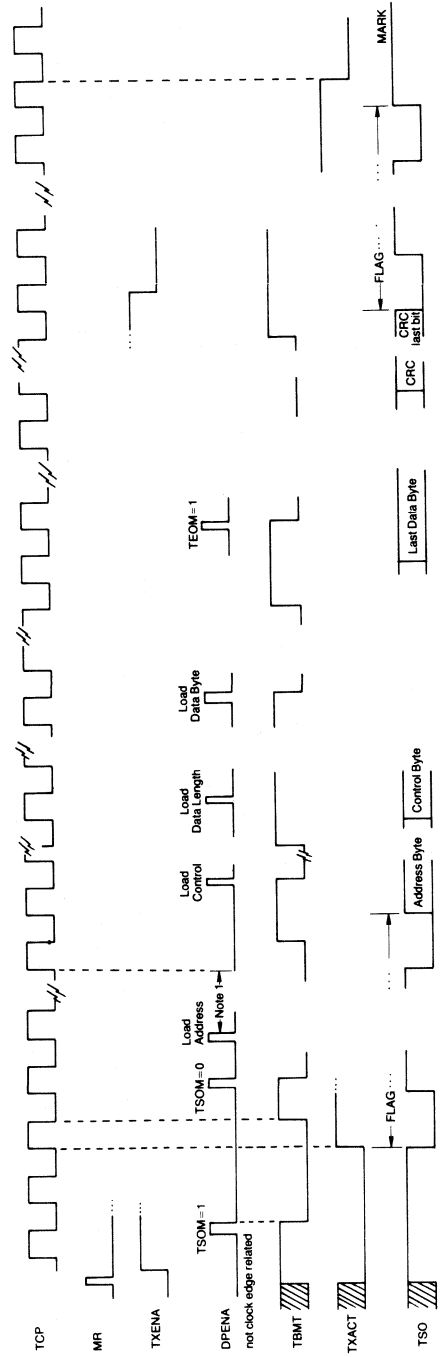 TCP
MR
TXENA
TSOM=1
TSOM=0
Load
Address
Note 1
Load
Control
Load
Data Length
Load
Data Byte
TEOM=1
DPENA
not clock edge related
TBMT
TXACT
TSO
FLAG
Address Byte
Control Byte
Last Data Byte
CRC
CRC
last bit
FLAG
MARK